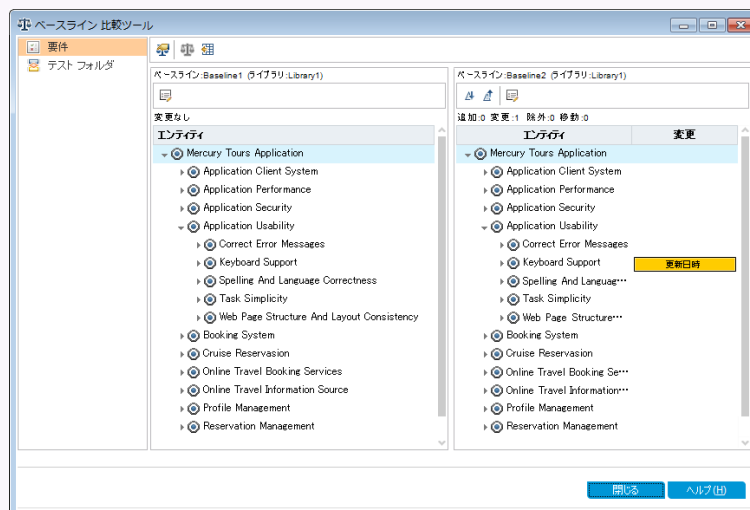 ベースライン 比較ツール
要件
テスト フォルダ
ベースライン:Baseline1 (ライブラリ:Library1)
変更なし
エンティティ
Mercury Tours Application
Application Client System
Application Performance
Application Security
Application Usability
Correct Error Messages
Keyboard Support
Spelling And Language Correctness
Task Simplicity
Web Page Structure And Layout Consistency
Booking System
Cruise Reservasion
Online Travel Booking Services
Online Travel Information Source
Profile Management
Reservation Management
ベースライン:Baseline2 (ライブラリ:Library1)
追加:0 変更:1 除外:0 移動:0
エンティティ 変更
Mercury Tours Application
Application Client System
Application Performance
Application Security
Application Usability
Correct Error Messages
Keyboard Support 更新日時
Spelling And Languag…
Task Simplicity
Web Page Structure…
Booking System
Cruise Reservasion
Online Travel Booking Se…
Online Travel Information…
Profile Management
Reservation Management
閉じる ヘルプ(H)